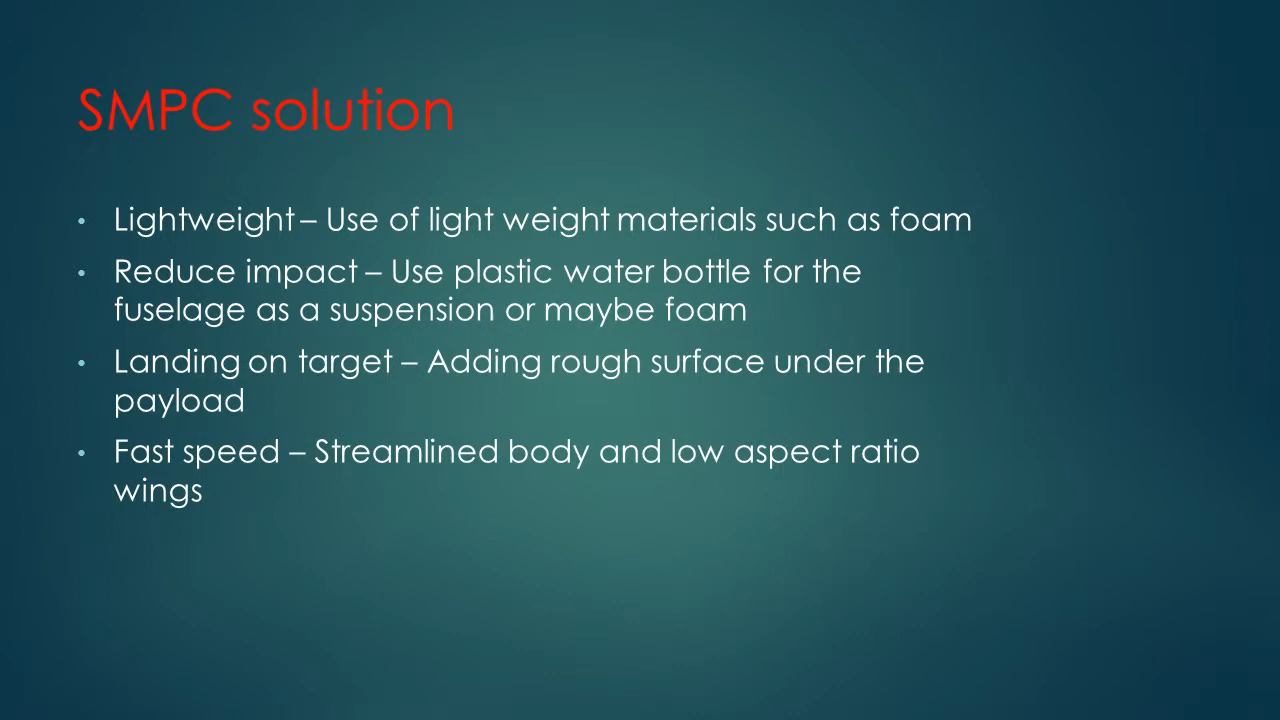 SMPC solution
• Lightweight – Use of light weight materials such as foam
• Reduce impact – Use plastic water bottle for the
fuselage as a suspension or maybe foam
• Landing on target – Adding rough surface under the
payload
• Fast speed – Streamlined body and low aspect ratio
wings